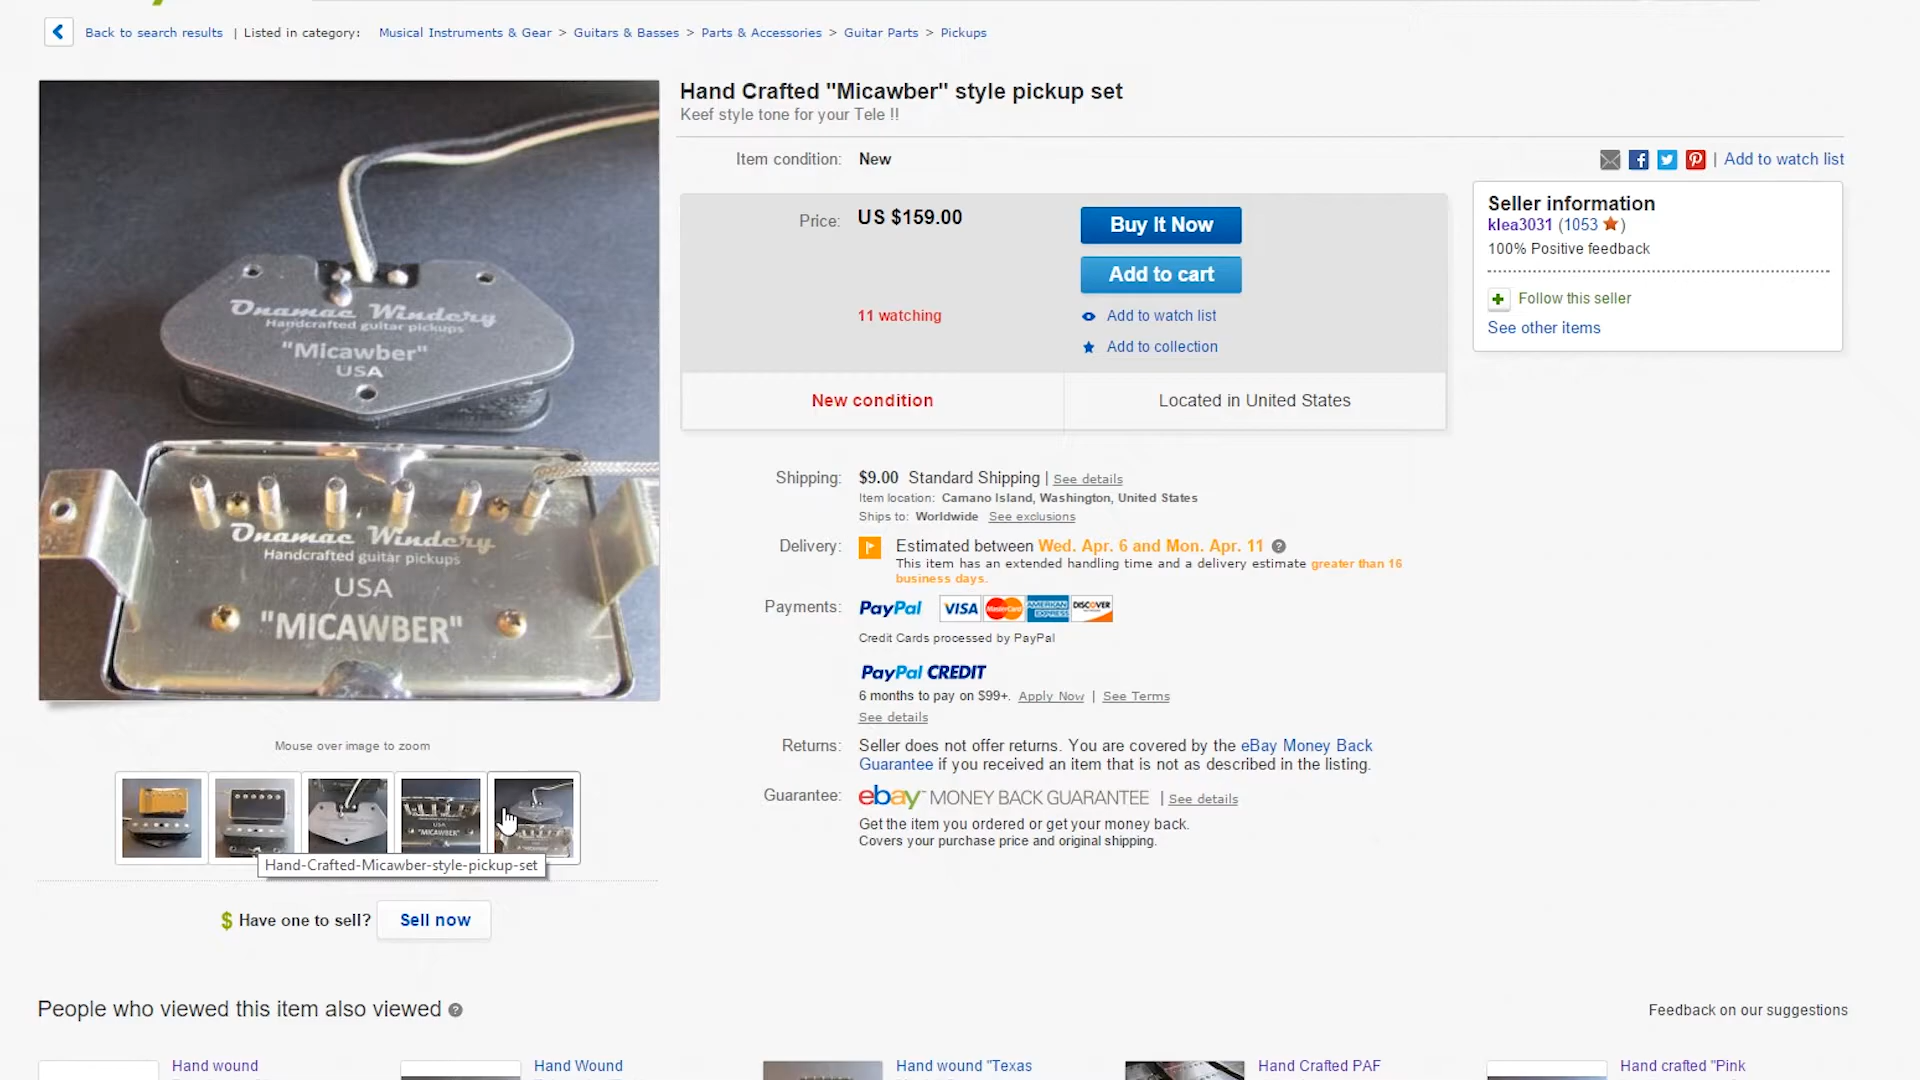 Back to search results | Listed in category: Musical Instruments & Gear > Guitars & Basses > Parts & Accessories > Guitar Parts > Pickups
Hand Crafted "Micawber" style pickup set
Keef style tone for your Tele !!
Item condition: New
| Add to watch list
Price: US $159.00
Buy It Now
Add to cart
11 watching
Add to watch list
Add to collection
New condition
Located in United States
Seller information
klea3031 (1053 )
100% Positive feedback
Follow this seller
See other items
Onamac Windery
Handcrafted guitar pickups
"Micawber"
USA
Onamac Windery
Handcrafted guitar pickups
USA
"MICAWBER"
Shipping: $9.00 Standard Shipping | See details
Item location: Camano Island, Washington, United States
Ships to: Worldwide See exclusions
Delivery: Estimated between Wed. Apr. 6 and Mon. Apr. 11
This item has an extended handling time and a delivery estimate greater than 16
business days.
Payments: PayPal VISA MasterCard AMERICAN EXPRESS DISCOVER
Credit Cards processed by PayPal
PayPal CREDIT
6 months to pay on $99+. Apply Now | See Terms
See details
Returns: Seller does not offer returns. You are covered by the eBay Money Back
Guarantee if you received an item that is not as described in the listing.
Guarantee: ebay MONEY BACK GUARANTEE | See details
Get the item you ordered or get your money back.
Covers your purchase price and original shipping.
Mouse over image to zoom
USA
"MICAWBER"
Hand-Crafted-Micawber-style-pickup-set
$ Have one to sell? Sell now
People who viewed this item also viewed
Feedback on our suggestions
Hand wound
Hand Wound
Hand wound "Texas
Hand Crafted PAF
Hand crafted "Pink